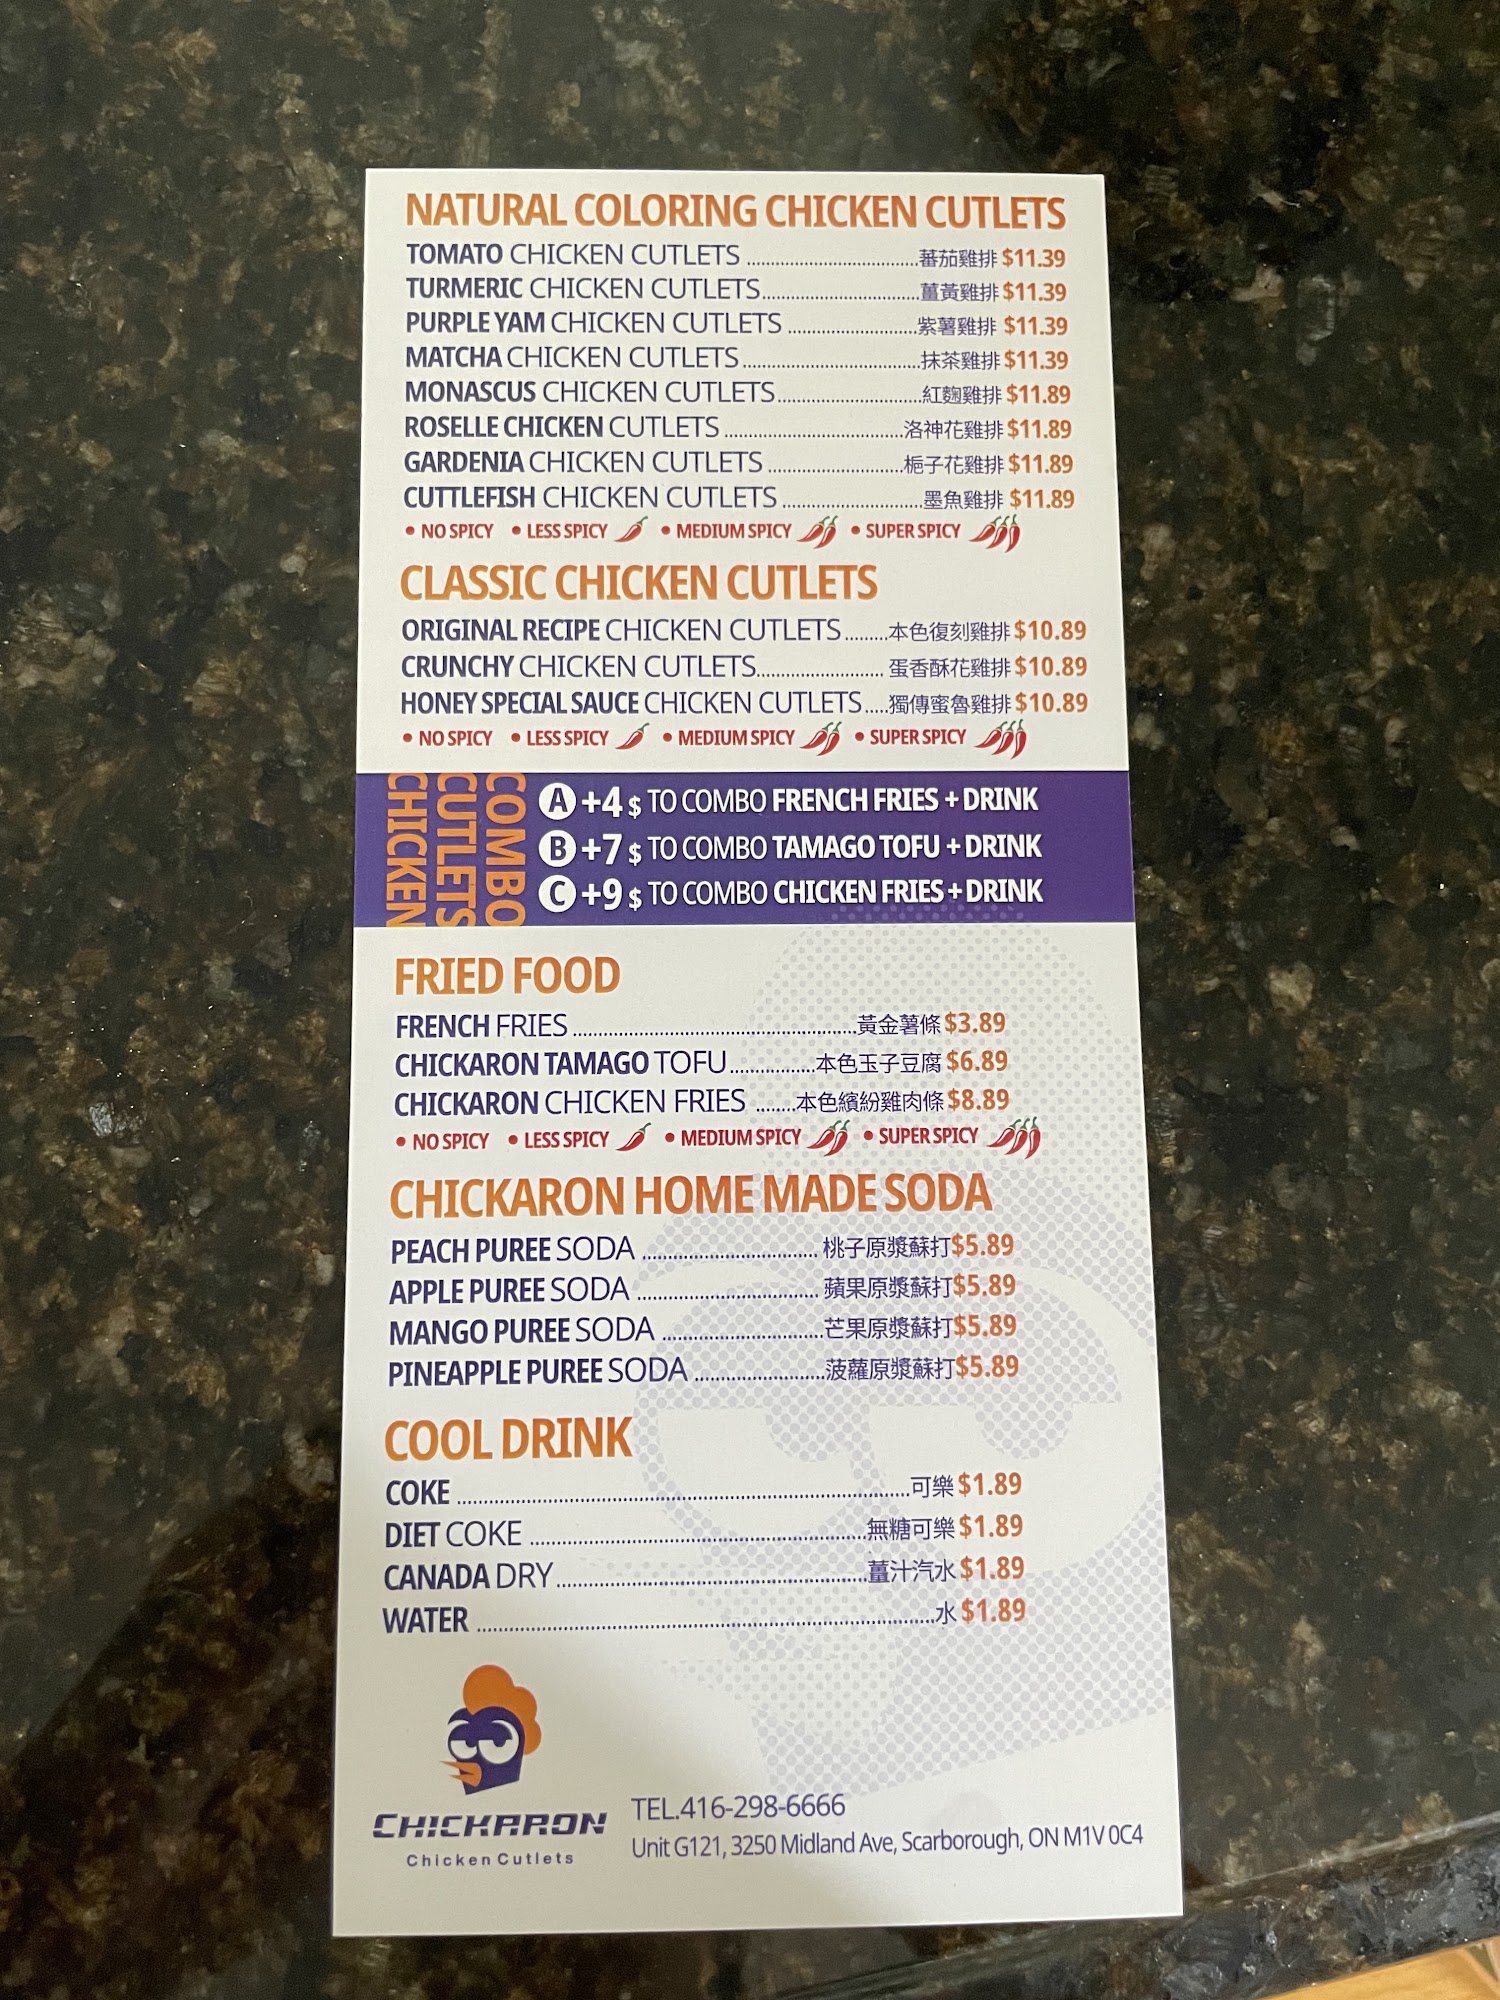 NATURAL COLORING CHICKEN CUTLETS
TOMATO CHICKEN CUTLETS ..................................蕃茄雞排 $11.39
TURMERIC CHICKEN CUTLETS................................薑黃雞排 $11.39
PURPLE YAM CHICKEN CUTLETS ..........................紫薯雞排 $11.39
MATCHA CHICKEN CUTLETS ....................................抹茶雞排 $11.39
MONASCUS CHICKEN CUTLETS.............................紅麴雞排 $11.89
ROSELLE CHICKEN CUTLETS ....................................洛神花雞排 $11.89
GARDENIA CHICKEN CUTLETS ...........................梔子花雞排 $11.89
CUTTLEFISH CHICKEN CUTLETS ............................墨魚雞排 $11.89
• NO SPICY • LESS SPICY • MEDIUM SPICY • SUPER SPICY
CLASSIC CHICKEN CUTLETS
ORIGINAL RECIPE CHICKEN CUTLETS .........本色復刻雞排 $10.89
CRUNCHY CHICKEN CUTLETS......................... 蛋香酥花雞排 $10.89
HONEY SPECIAL SAUCE CHICKEN CUTLETS .....獨傳蜜魯雞排 $10.89
• NO SPICY • LESS SPICY • MEDIUM SPICY • SUPER SPICY
CHICKEN
CUTLETS
COMBO
A +4 $ TO COMBO FRENCH FRIES + DRINK
B +7 $ TO COMBO TAMAGO TOFU + DRINK
C +9 $ TO COMBO CHICKEN FRIES + DRINK
FRIED FOOD
FRENCH FRIES .........................................................黃金薯條 $3.89
CHICKARON TAMAGO TOFU.................本色玉子豆腐 $6.89
CHICKARON CHICKEN FRIES ........本色繽紛雞肉條 $8.89
• NO SPICY • LESS SPICY • MEDIUM SPICY • SUPER SPICY
CHICKARON HOME MADE SODA
PEACH PUREE SODA .................................. 桃子原漿蘇打$5.89
APPLE PUREE SODA ................................... 蘋果原漿蘇打$5.89
MANGO PUREE SODA ...............................芒果原漿蘇打$5.89
PINEAPPLE PUREE SODA .........................菠蘿原漿蘇打$5.89
COOL DRINK
COKE ........................................................................................可樂 $1.89
DIET COKE .................................................................無糖可樂 $1.89
CANADA DRY............................................................薑汁汽水 $1.89
WATER .........................................................................................水 $1.89
CHICKARON
Chicken Cutlets
TEL.416-298-6666
Unit G121, 3250 Midland Ave, Scarborough, ON M1V 0C4